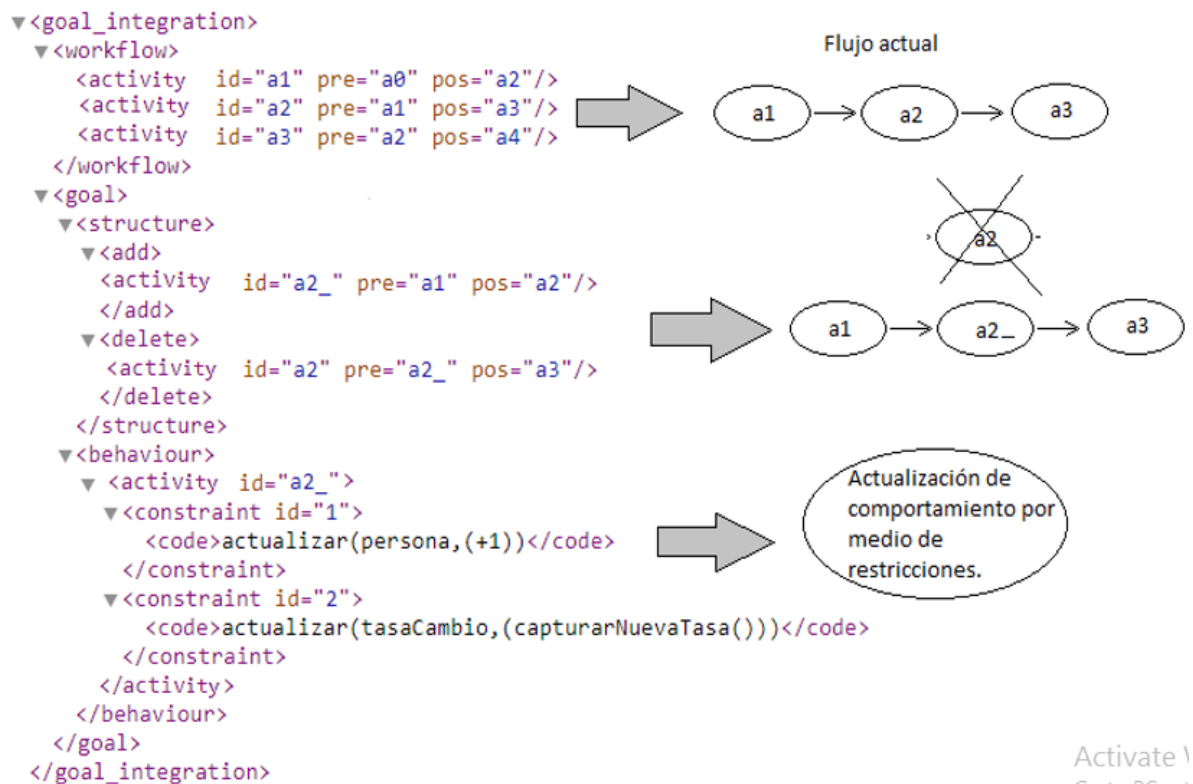 ▼<goal_integration>
▼<workflow>
<activity id="a1" pre="a0" pos="a2"/>
<activity id="a2" pre="a1" pos="a3"/>
<activity id="a3" pre="a2" pos="a4"/>
</workflow>
▼<goal>
▼<structure>
▼<add>
<activity id="a2_" pre="a1" pos="a2"/>
</add>
▼<delete>
<activity id="a2" pre="a2_" pos="a3"/>
</delete>
</structure>
▼<behaviour>
▼ <activity id="a2_">
▼<constraint id="1">
<code>actualizar(persona,(+1))</code>
</constraint>
▼<constraint id="2">
<code>actualizar(tasaCambio,(capturarNuevaTasa()))</code>
</constraint>
</activity>
</behaviour>
</goal>
</goal_integration>
Flujo actual
a1 a2 a3
a2
a1 a2_ a3
Actualización de
comportamiento por
medio de
restricciones.
Activate